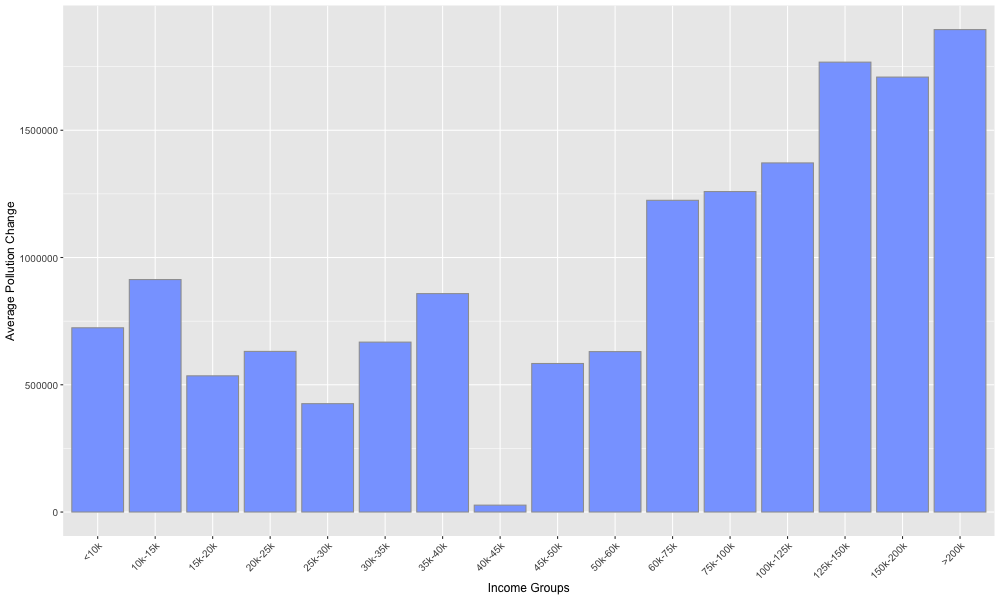 Average Pollution Change
1500000
1000000
500000
0
<10k
10k-15k
15k-20k
20k-25k
25k-30k
30k-35k
35k-40k
40k-45k
45k-50k
50k-60k
60k-75k
75k-100k
100k-125k
125k-150k
150k-200k
>200k
Income Groups